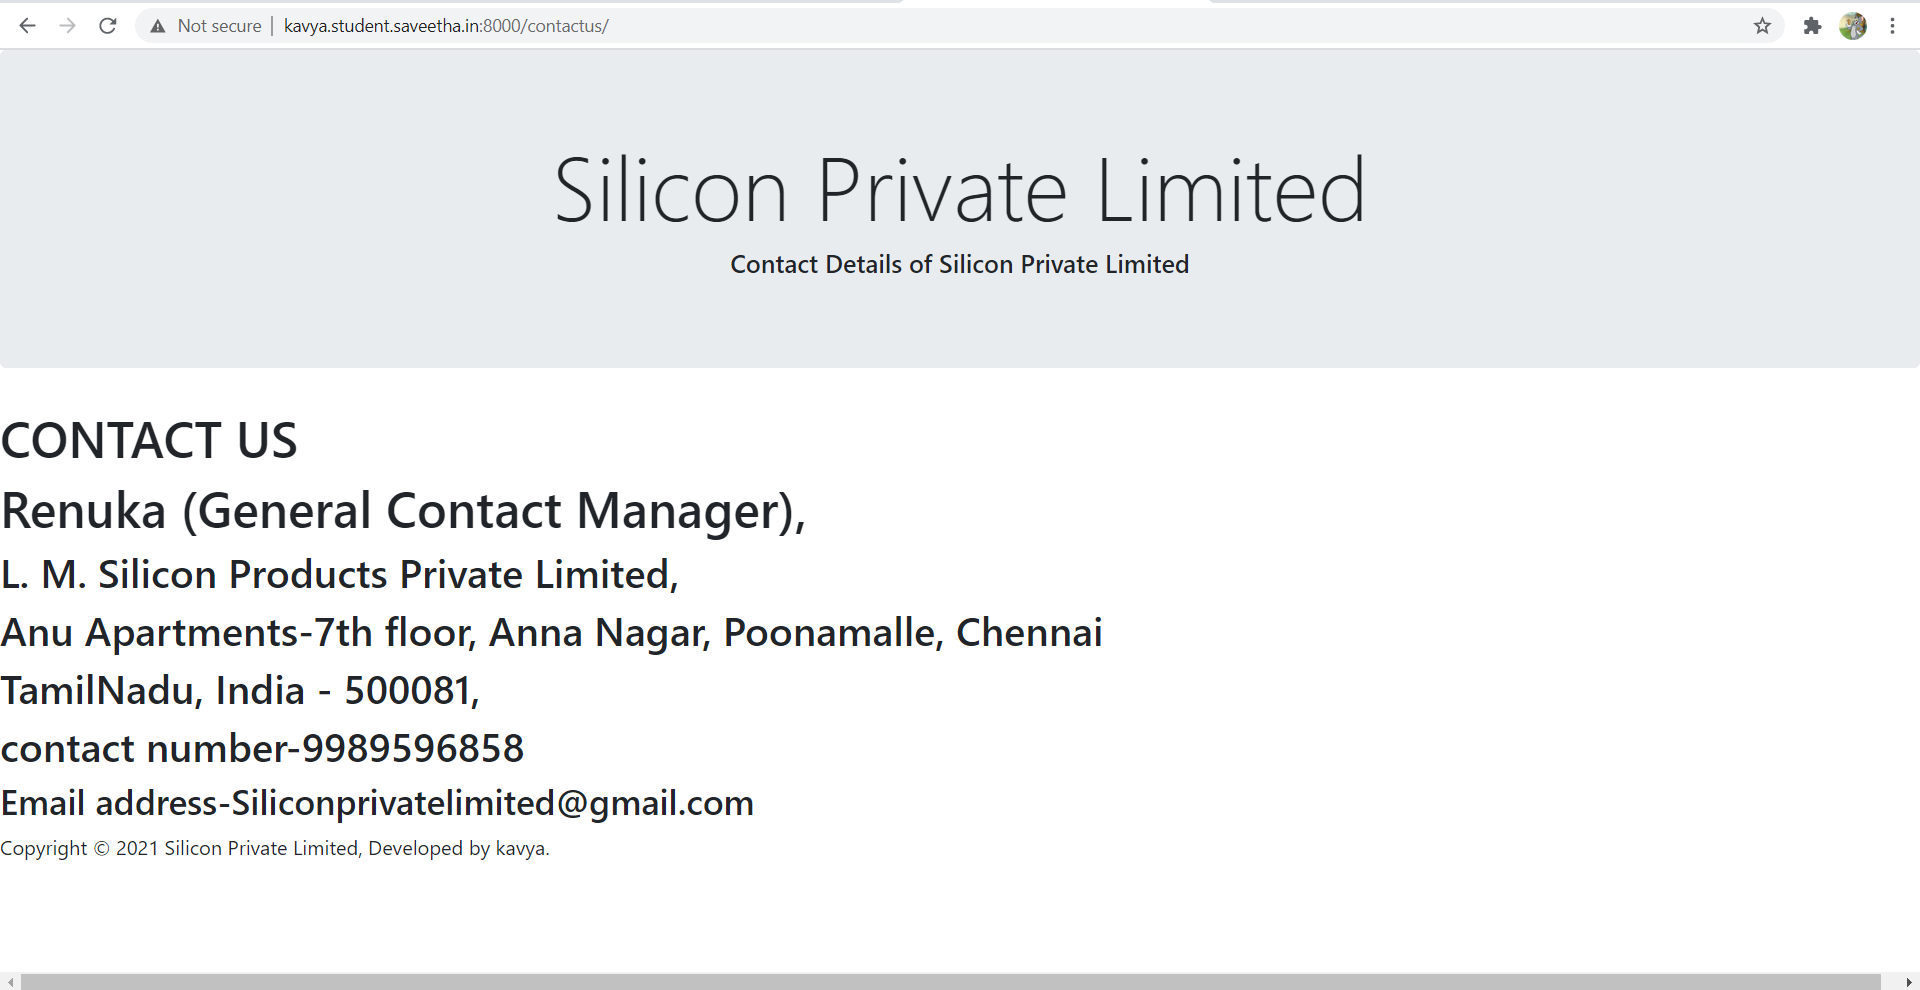 Not secure | kavya.student.saveetha.in:8000/contactus/
Silicon Private Limited
Contact Details of Silicon Private Limited
CONTACT US
Renuka (General Contact Manager),
L. M. Silicon Products Private Limited,
Anu Apartments-7th floor, Anna Nagar, Poonamalle, Chennai
TamilNadu, India - 500081,
contact number-9989596858
Email address-Siliconprivatelimited@gmail.com
Copyright © 2021 Silicon Private Limited, Developed by kavya.